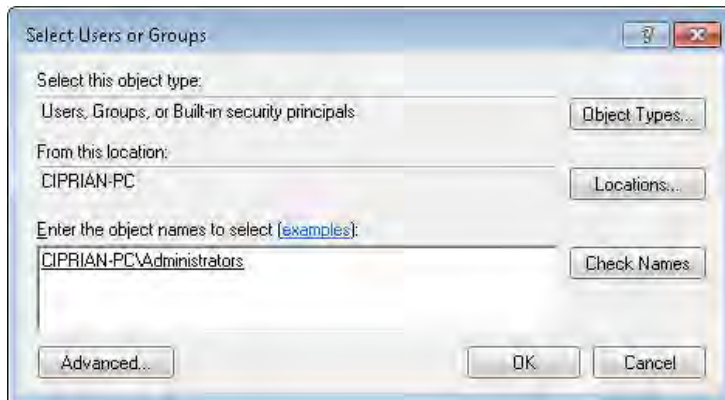 Select Users or Groups
Select this object type:
Users, Groups, or Built-in security principals
Object Types...
From this location:
CIPRIAN-PC
Locations...
Enter the object names to select (examples):
CIPRIAN-PC\Administrators
Check Names
Advanced...
OK
Cancel